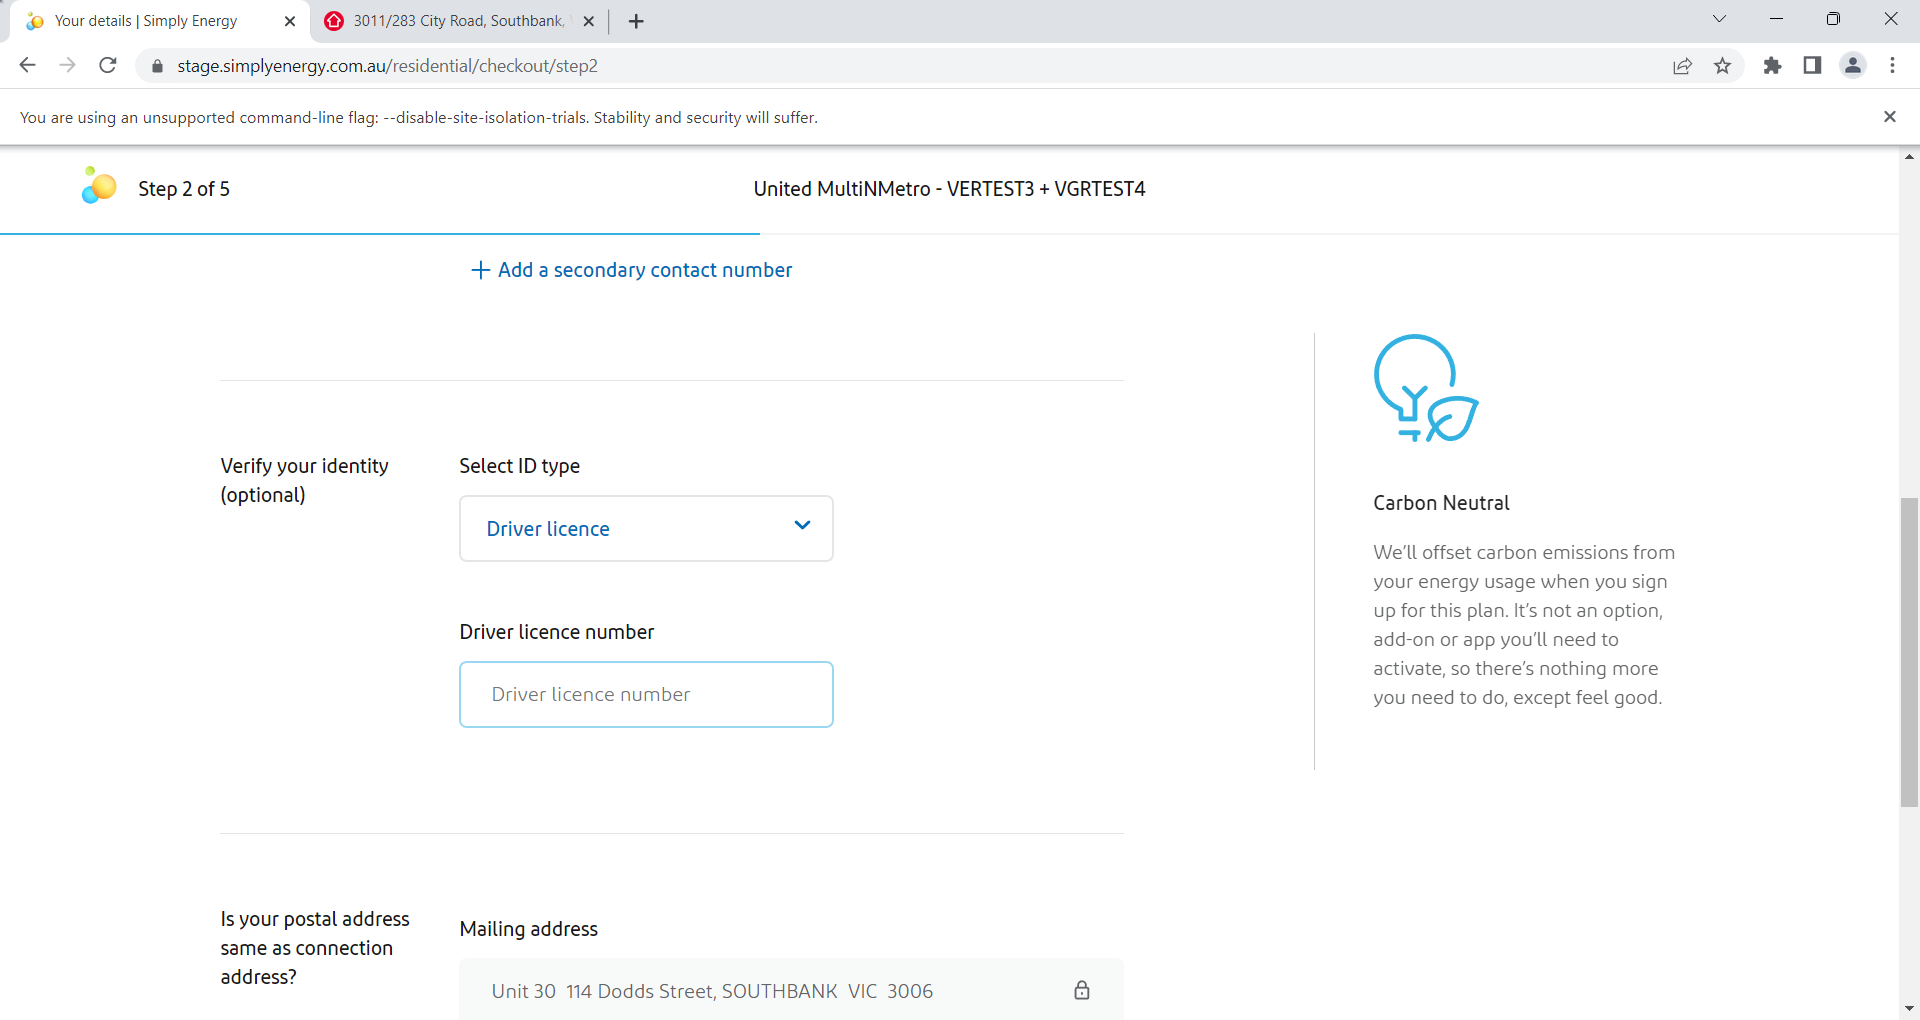 Your details | Simply Energy
3011/283 City Road, Southbank,
stage.simplyenergy.com.au/residential/checkout/step2
You are using an unsupported command-line flag: --disable-site-isolation-trials. Stability and security will suffer.
Step 2 of 5
United MultiNMetro - VERTEST3 + VGRTEST4
+ Add a secondary contact number
Verify your identity
(optional)
Select ID type
Driver licence
Driver licence number
Driver licence number
Carbon Neutral
We'll offset carbon emissions from
your energy usage when you sign
up for this plan. It's not an option,
add-on or app you'll need to
activate, so there's nothing more
you need to do, except feel good.
Is your postal address
same as connection
address?
Mailing address
Unit 30 114 Dodds Street, SOUTHBANK VIC 3006